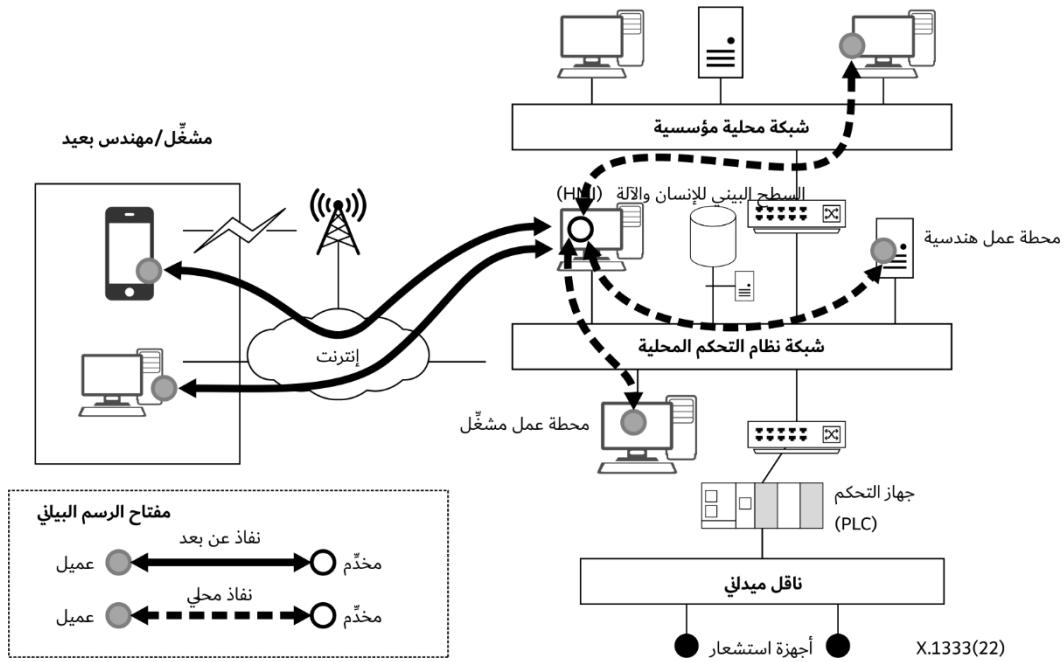 شبكة محلية مؤسسية
مشغِّل/مهندس بعيد
السطح البيني للإنسان والآلة (HMI)
محطة عمل هندسية
إنترنت
شبكة نظام التحكم المحلية
محطة عمل مشغِّل
جهاز التحكم
(PLC)
مفتاح الرسم البياني
نفاذ عن بعد
مخدِّم
عميل
نفاذ محلي
مخدِّم
عميل
ناقل ميداني
أجهزة استشعار
X.1333(22)